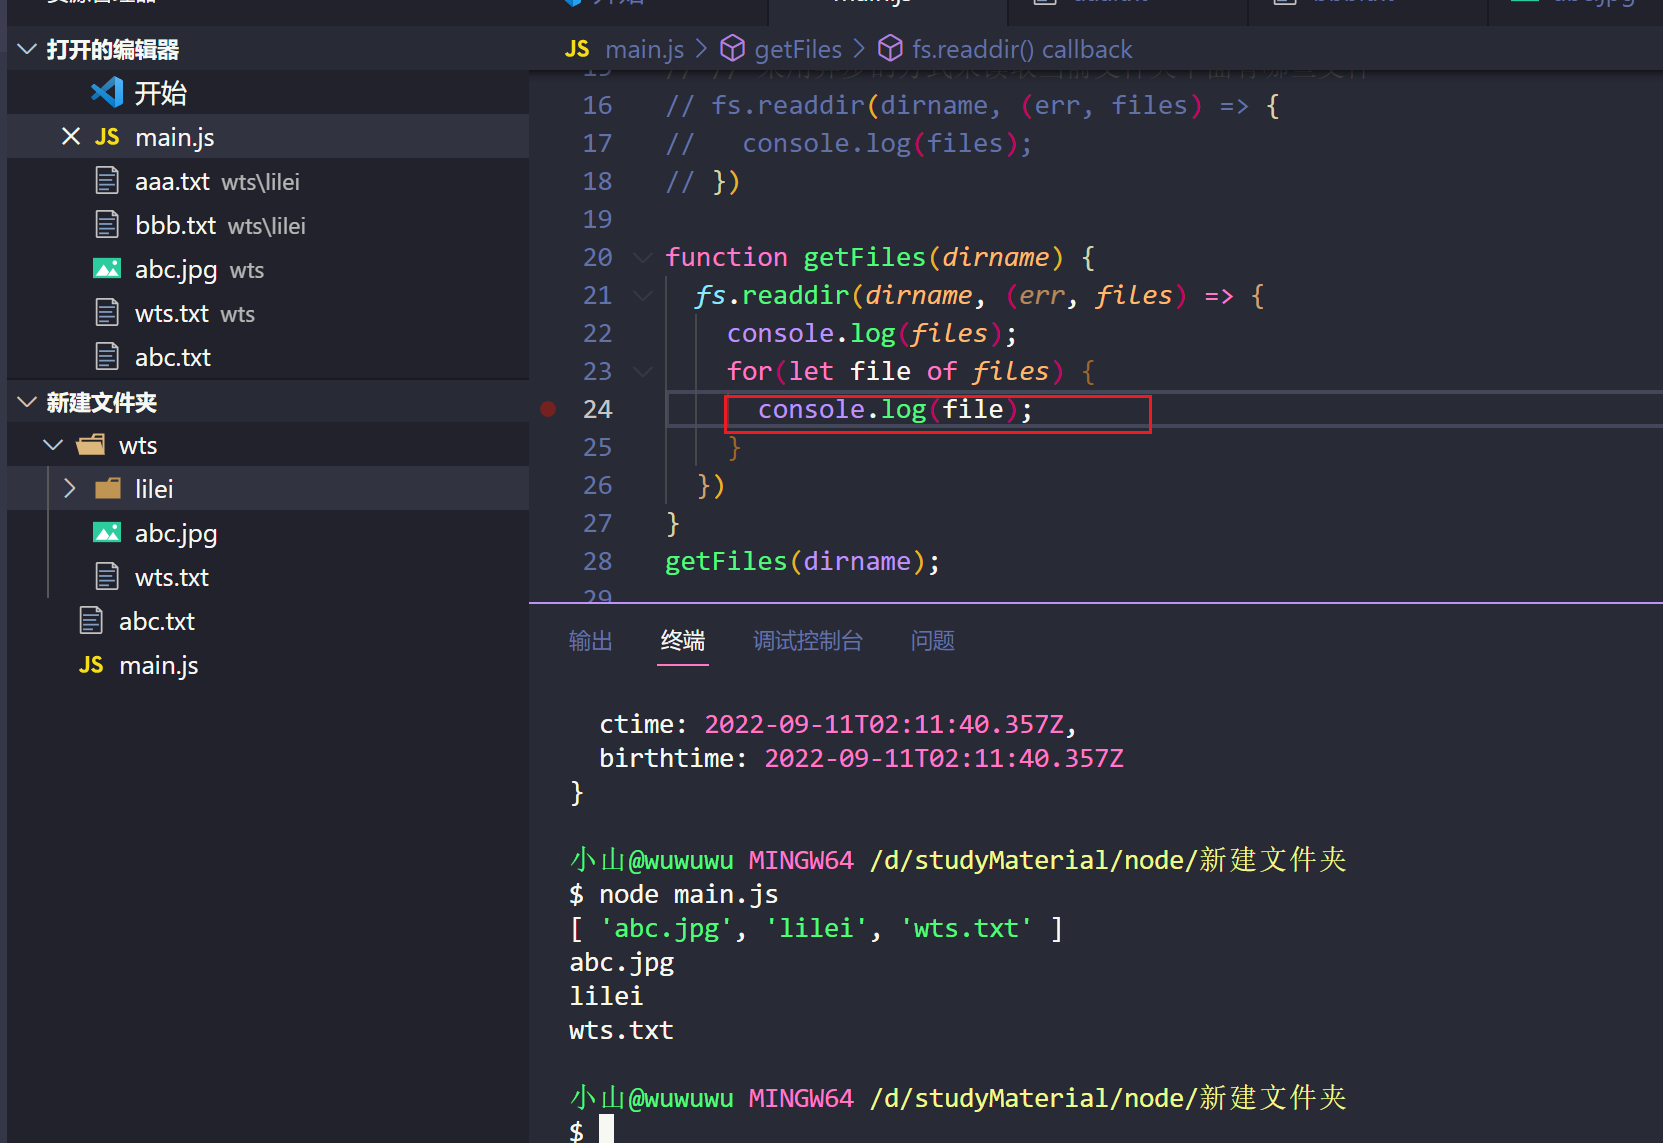 打开的编辑器
开始
main.js
aaa.txt wts\lilei
bbb.txt wts\lilei
abc.jpg wts
wts.txt wts
abc.txt
新建文件夹
wts
lilei
abc.jpg
wts.txt
abc.txt
main.js
JS main.js > getFiles > fs.readdir() callback
16 // fs.readdir(dirname, (err, files) => {
17 //   console.log(files);
18 // })
19
20 function getFiles(dirname) {
21   fs.readdir(dirname, (err, files) => {
22     console.log(files);
23     for(let file of files) {
24       console.log(file);
25     }
26   })
27 }
28 getFiles(dirname);
29
输出 终端 调试控制台 问题
ctime: 2022-09-11T02:11:40.357Z,
birthtime: 2022-09-11T02:11:40.357Z
}
小山@wuwuwu MINGW64 /d/studyMaterial/node/新建文件夹
$ node main.js
[ 'abc.jpg', 'lilei', 'wts.txt' ]
abc.jpg
lilei
wts.txt
小山@wuwuwu MINGW64 /d/studyMaterial/node/新建文件夹
$